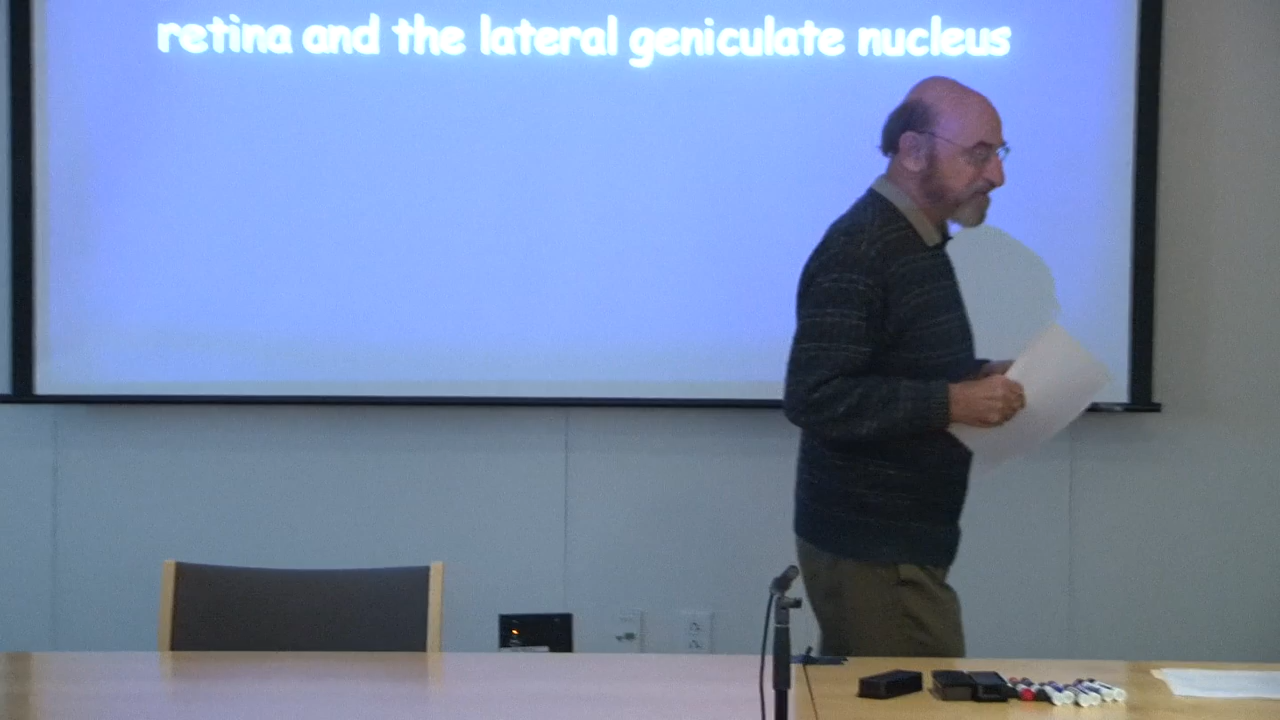 retina and the lateral geniculate nucleus